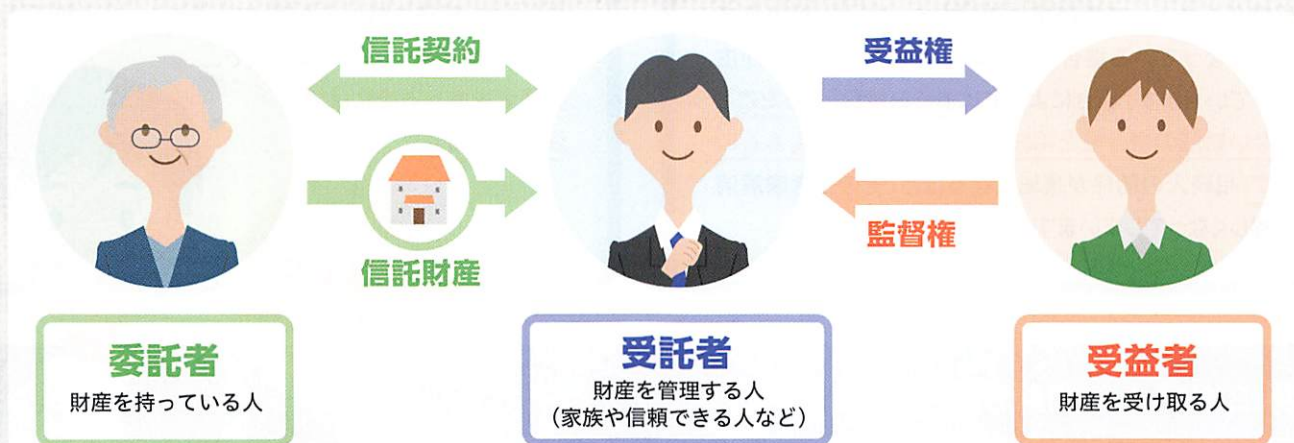 信託契約
受益権
信託財産
監督権
委託者
財産を持っている人
受託者
財産を管理する人
（家族や信頼できる人など）
受益者
財産を受け取る人